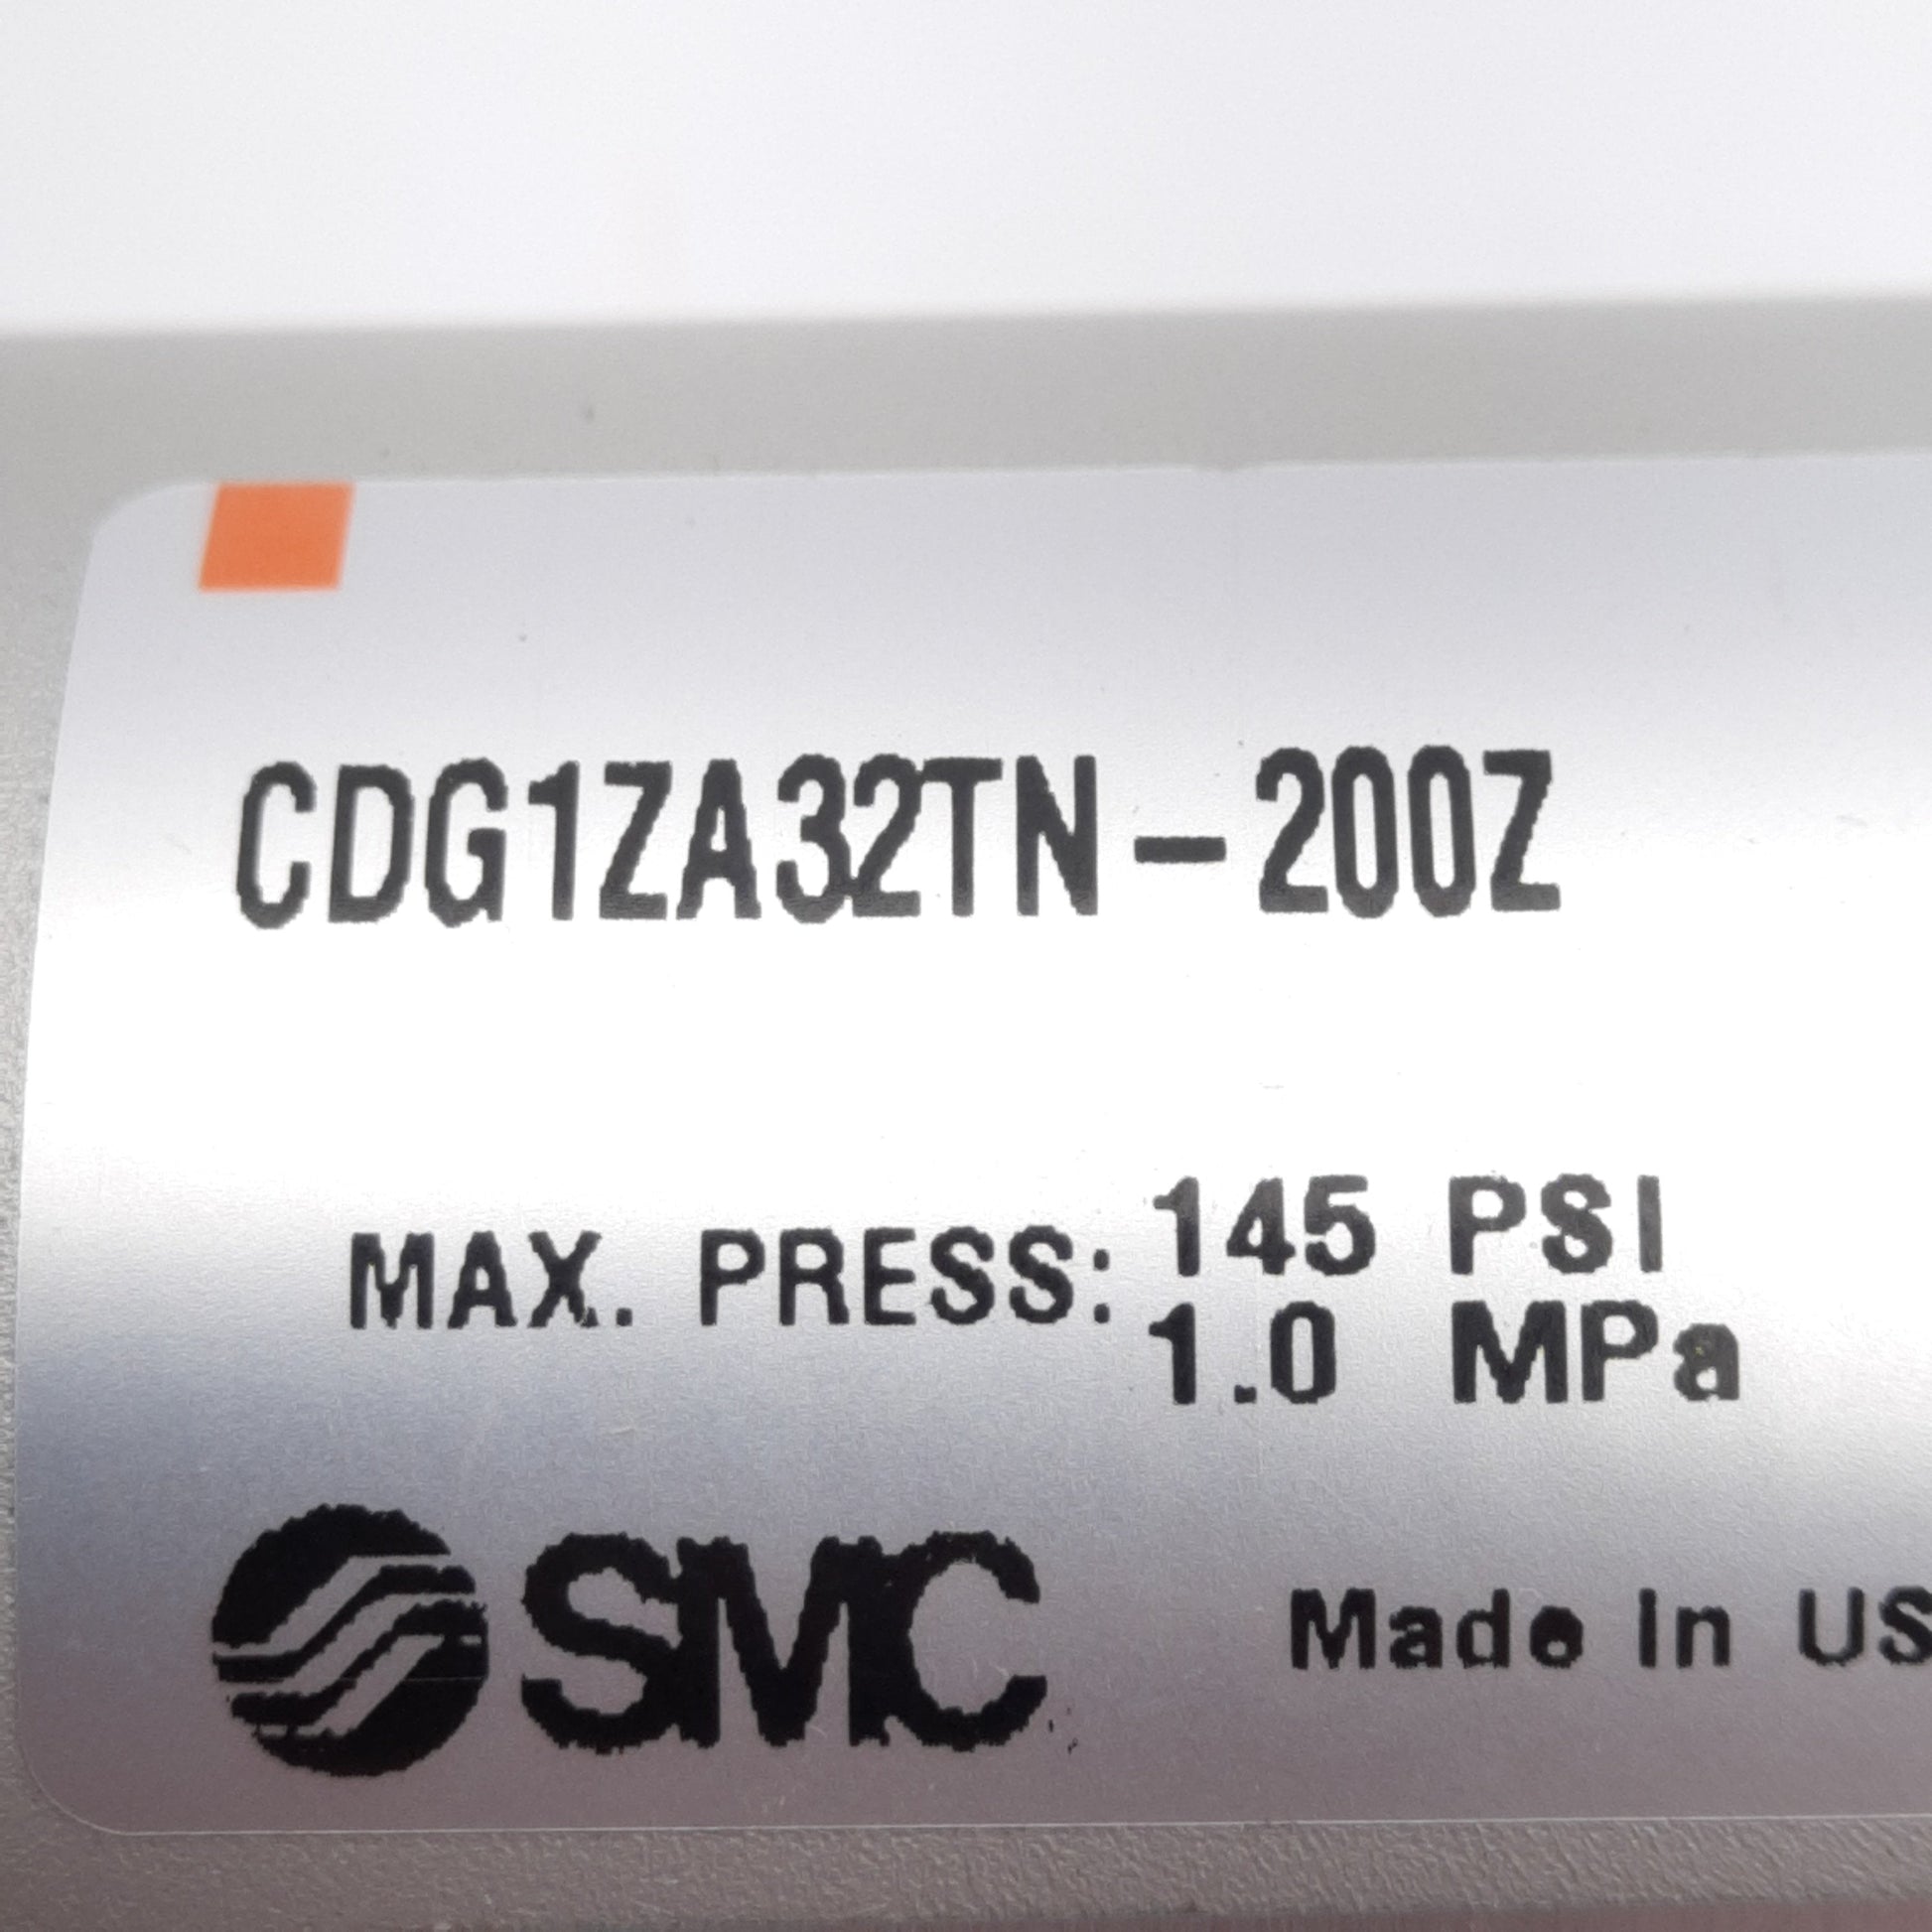 CDG1ZA32TN-200Z
MAX. PRESS: 145 PSI
1.0 MPa
SMC Made In US